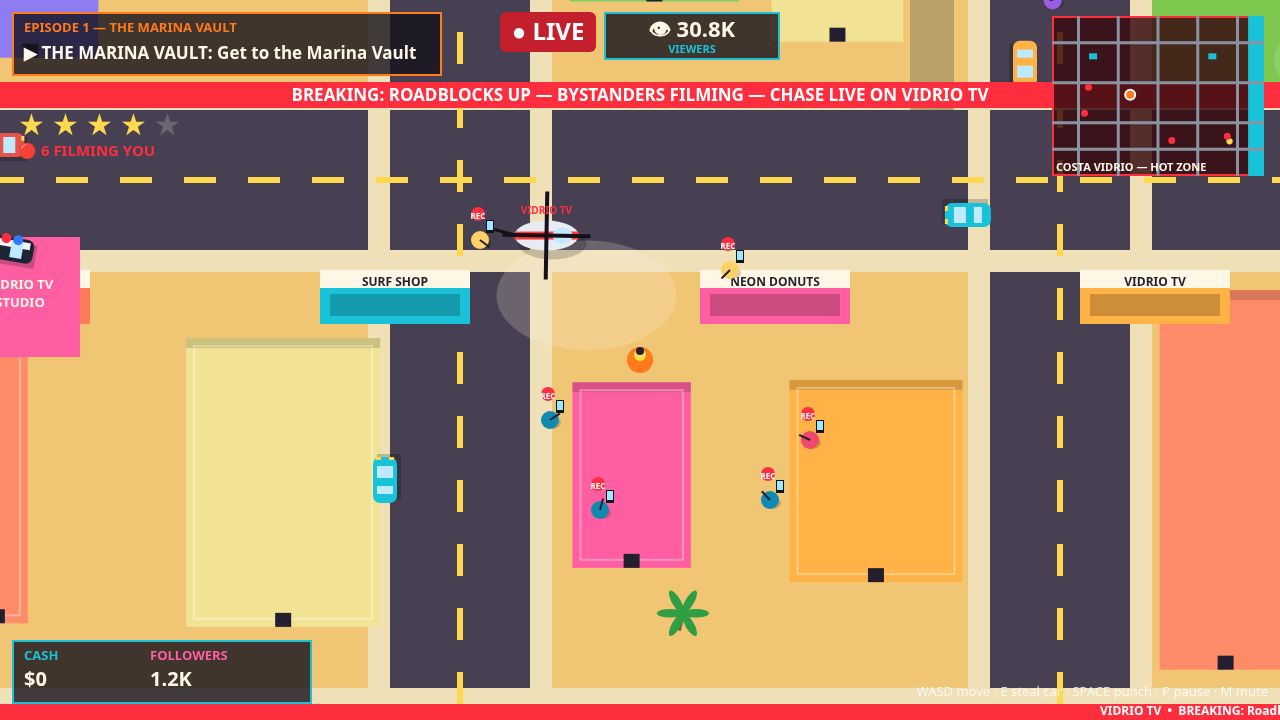 EPISODE 1 — THE MARINA VAULT
▶ THE MARINA VAULT: Get to the Marina Vault
● LIVE
30.8K
VIEWERS
BREAKING: ROADBLOCKS UP — BYSTANDERS FILMING — CHASE LIVE ON VIDRIO TV
6 FILMING YOU
COSTA VIDRIO — HOT ZONE
VIDRIO TV
REC
REC
DRIO TV
STUDIO
SURF SHOP
NEON DONUTS
VIDRIO TV
REC
REC
REC
REC
CASH
FOLLOWERS
$0
1.2K
WASD move · E steal car · SPACE punch · P pause · M mute
VIDRIO TV • BREAKING: Road